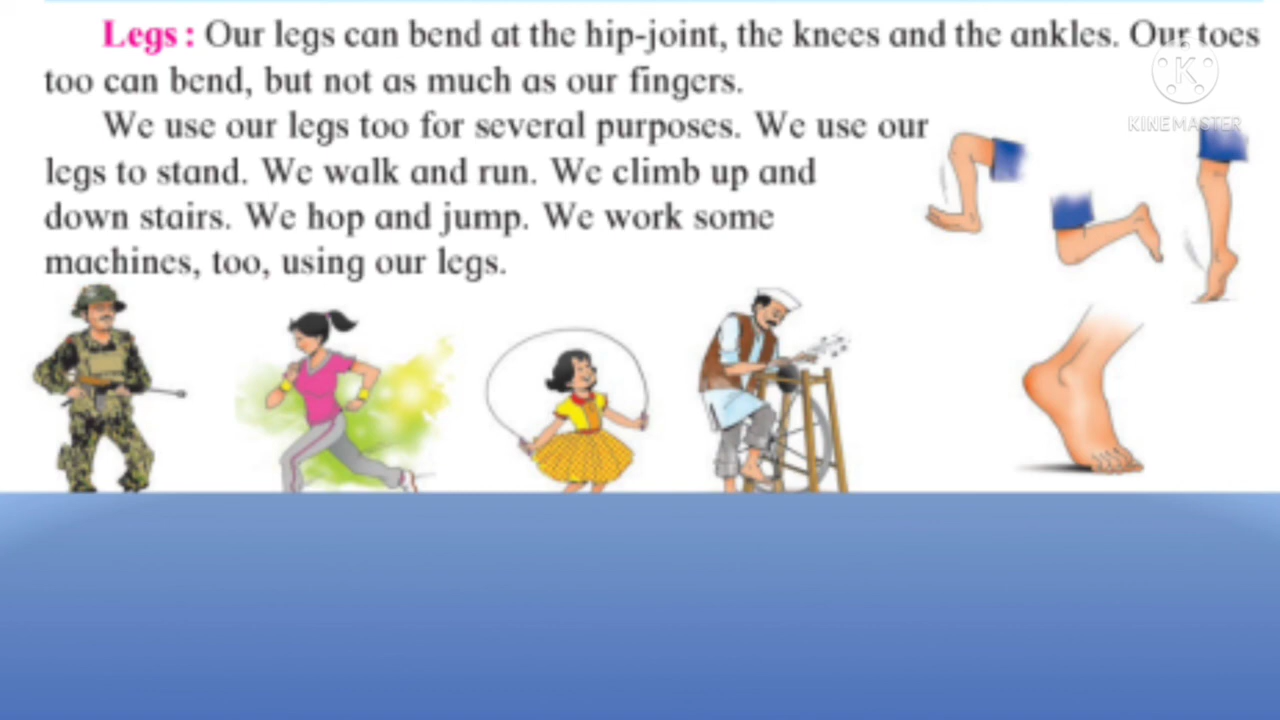 Legs : Our legs can bend at the hip-joint, the knees and the ankles. Our toes
too can bend, but not as much as our fingers.
We use our legs too for several purposes. We use our
legs to stand. We walk and run. We climb up and
down stairs. We hop and jump. We work some
machines, too, using our legs.
K
KINEMASTER